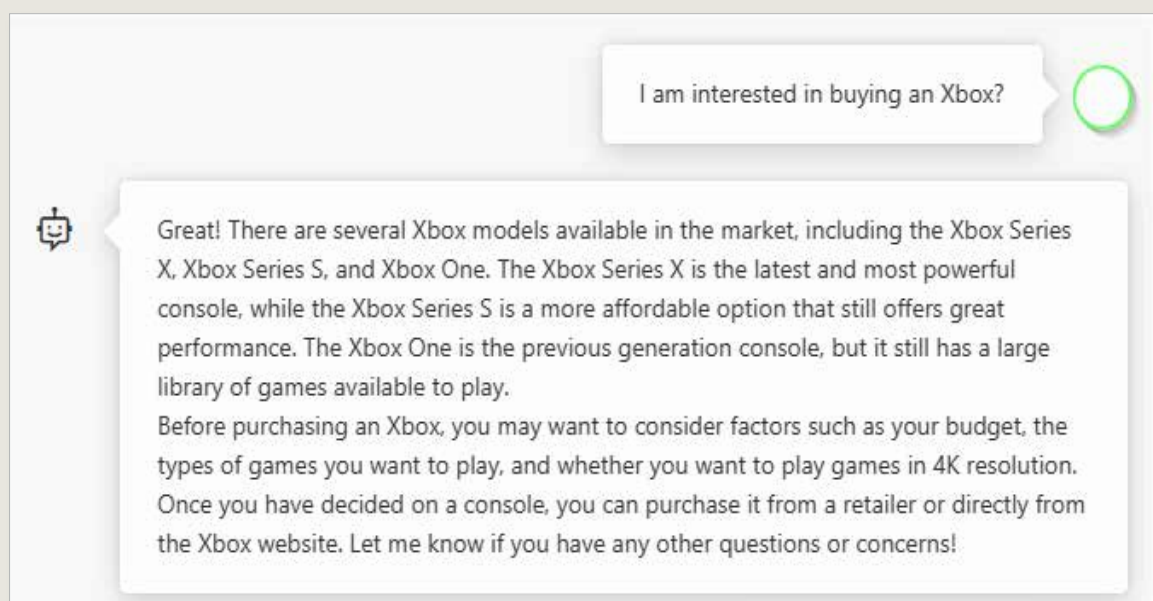 I am interested in buying an Xbox?
Great! There are several Xbox models available in the market, including the Xbox Series
X, Xbox Series S, and Xbox One. The Xbox Series X is the latest and most powerful
console, while the Xbox Series S is a more affordable option that still offers great
performance. The Xbox One is the previous generation console, but it still has a large
library of games available to play.
Before purchasing an Xbox, you may want to consider factors such as your budget, the
types of games you want to play, and whether you want to play games in 4K resolution.
Once you have decided on a console, you can purchase it from a retailer or directly from
the Xbox website. Let me know if you have any other questions or concerns!